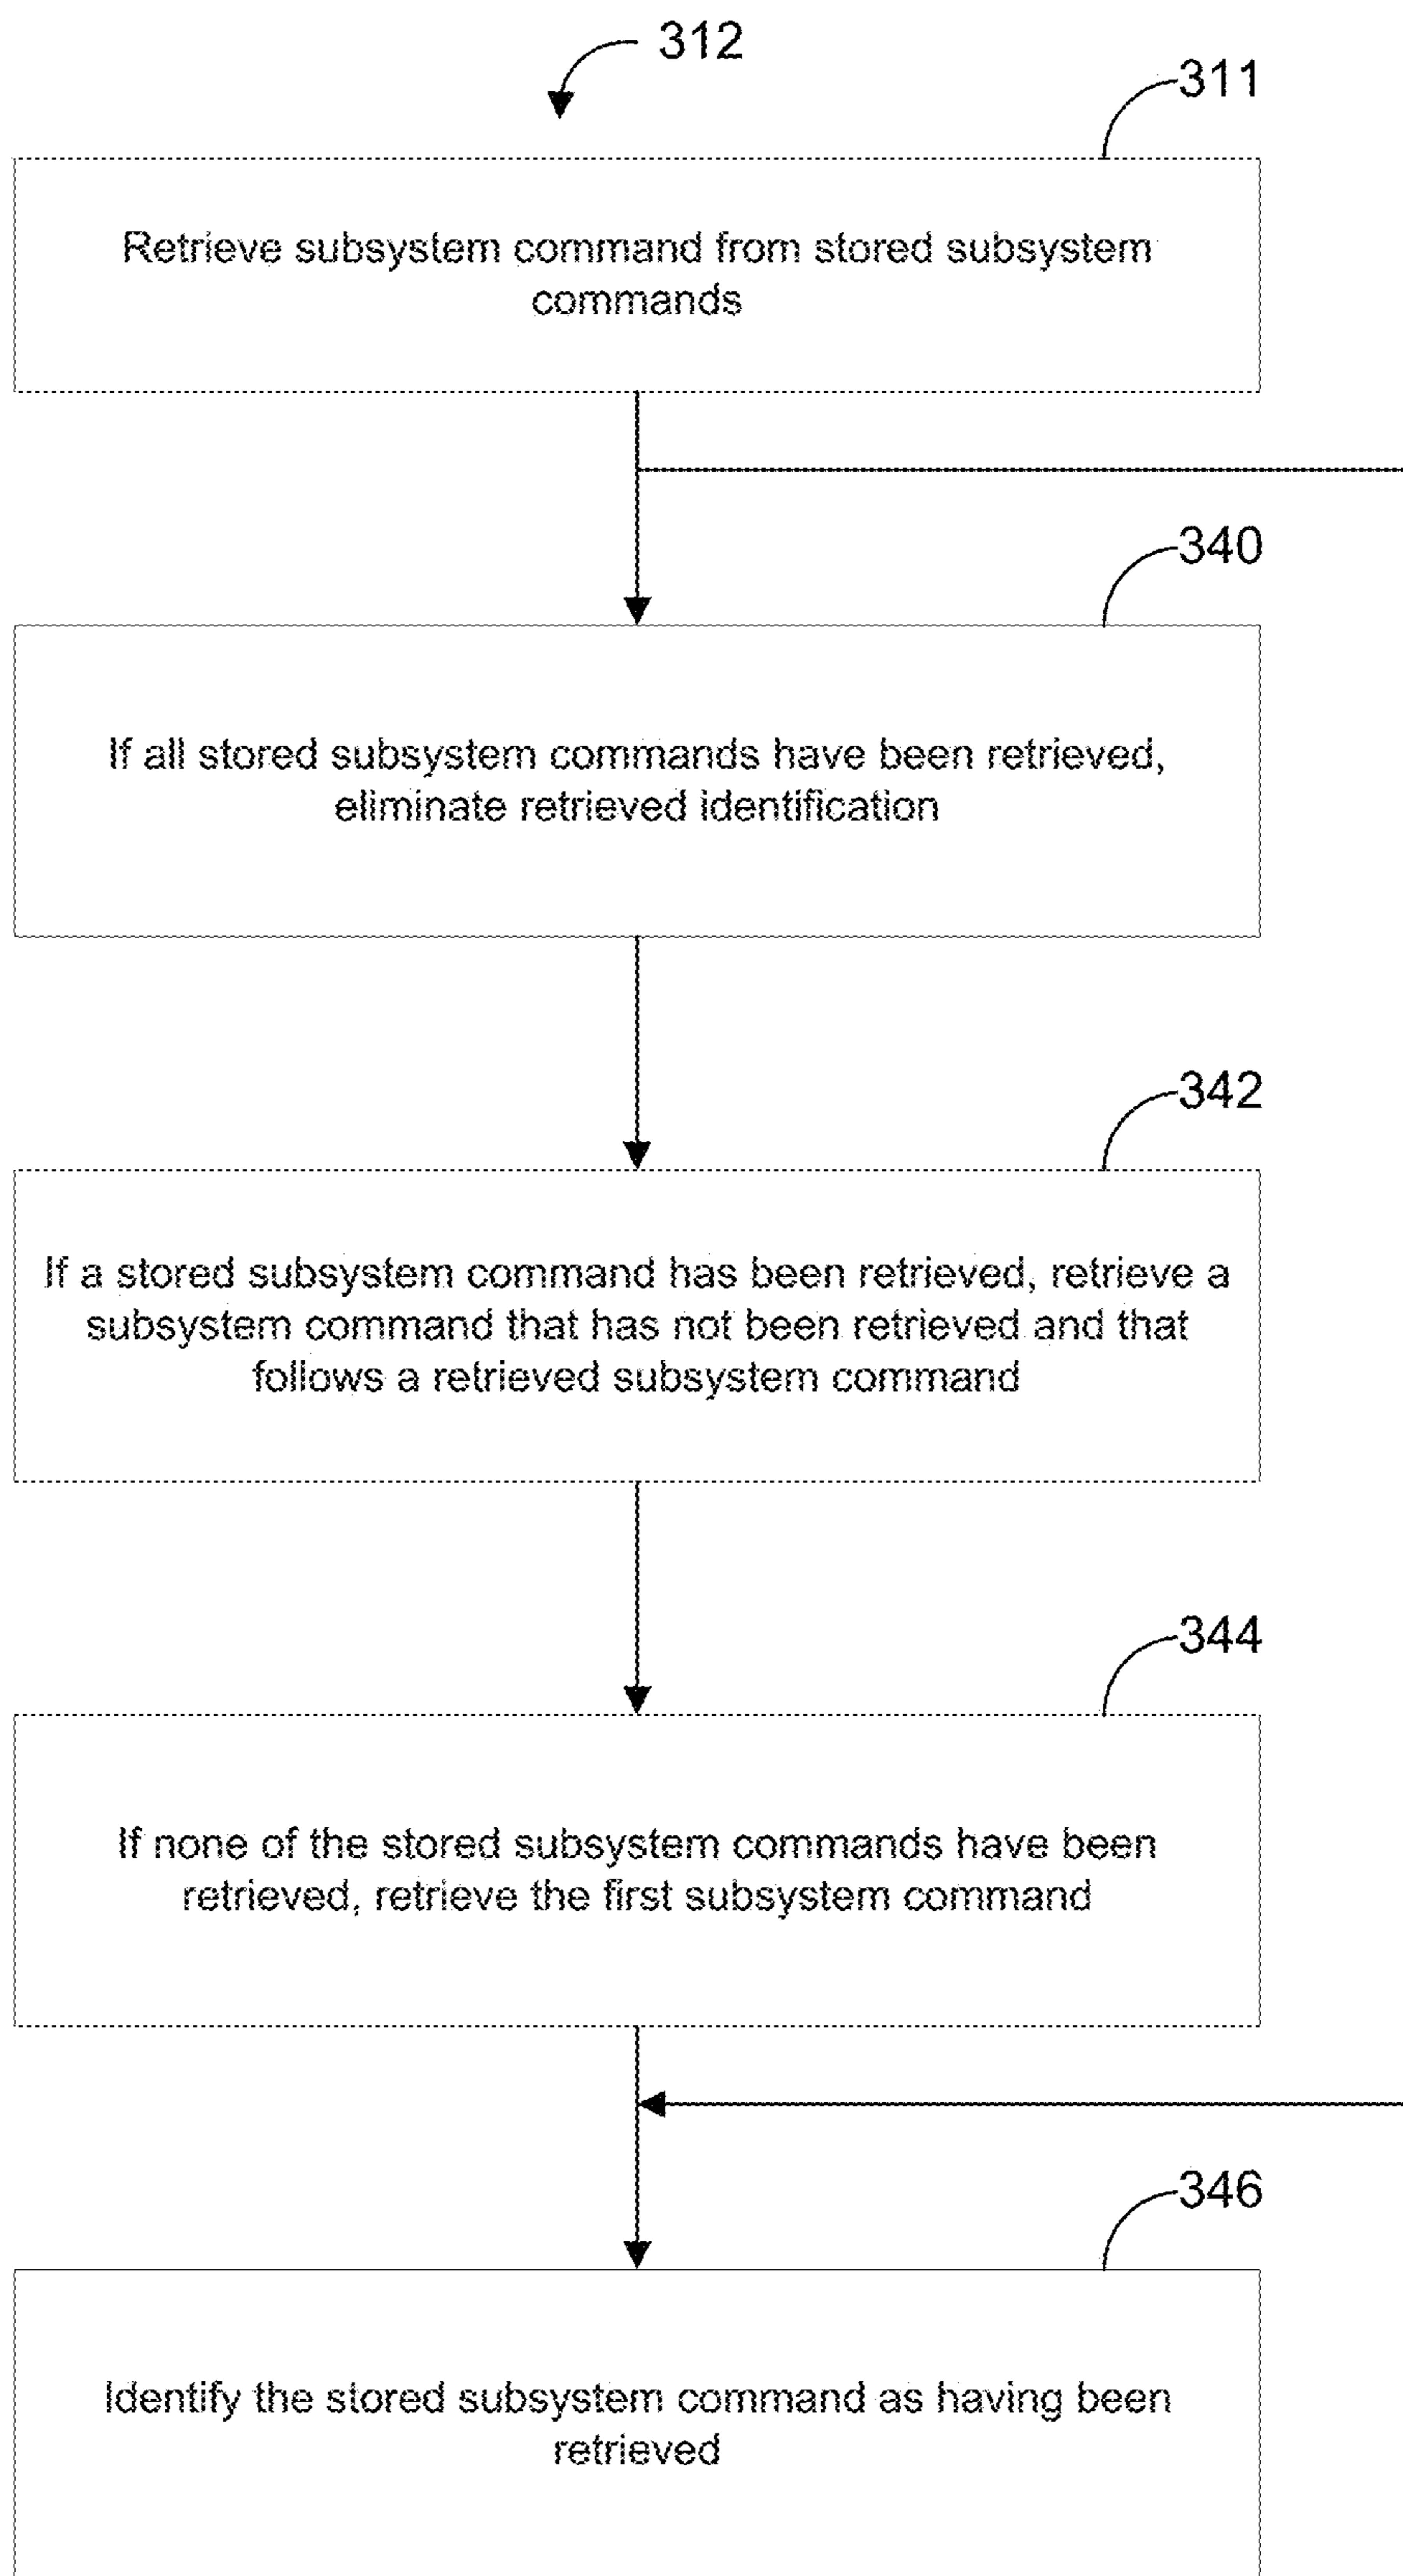 312
311
Retrieve subsystem command from stored subsystem
commands
340
If all stored subsystem commands have been retrieved,
eliminate retrieved identification
342
If a stored subsystem command has been retrieved, retrieve a
subsystem command that has not been retrieved and that
follows a retrieved subsystem command
344
If none of the stored subsystem commands have been
retrieved, retrieve the first subsystem command
346
Identify the stored subsystem command as having been
retrieved